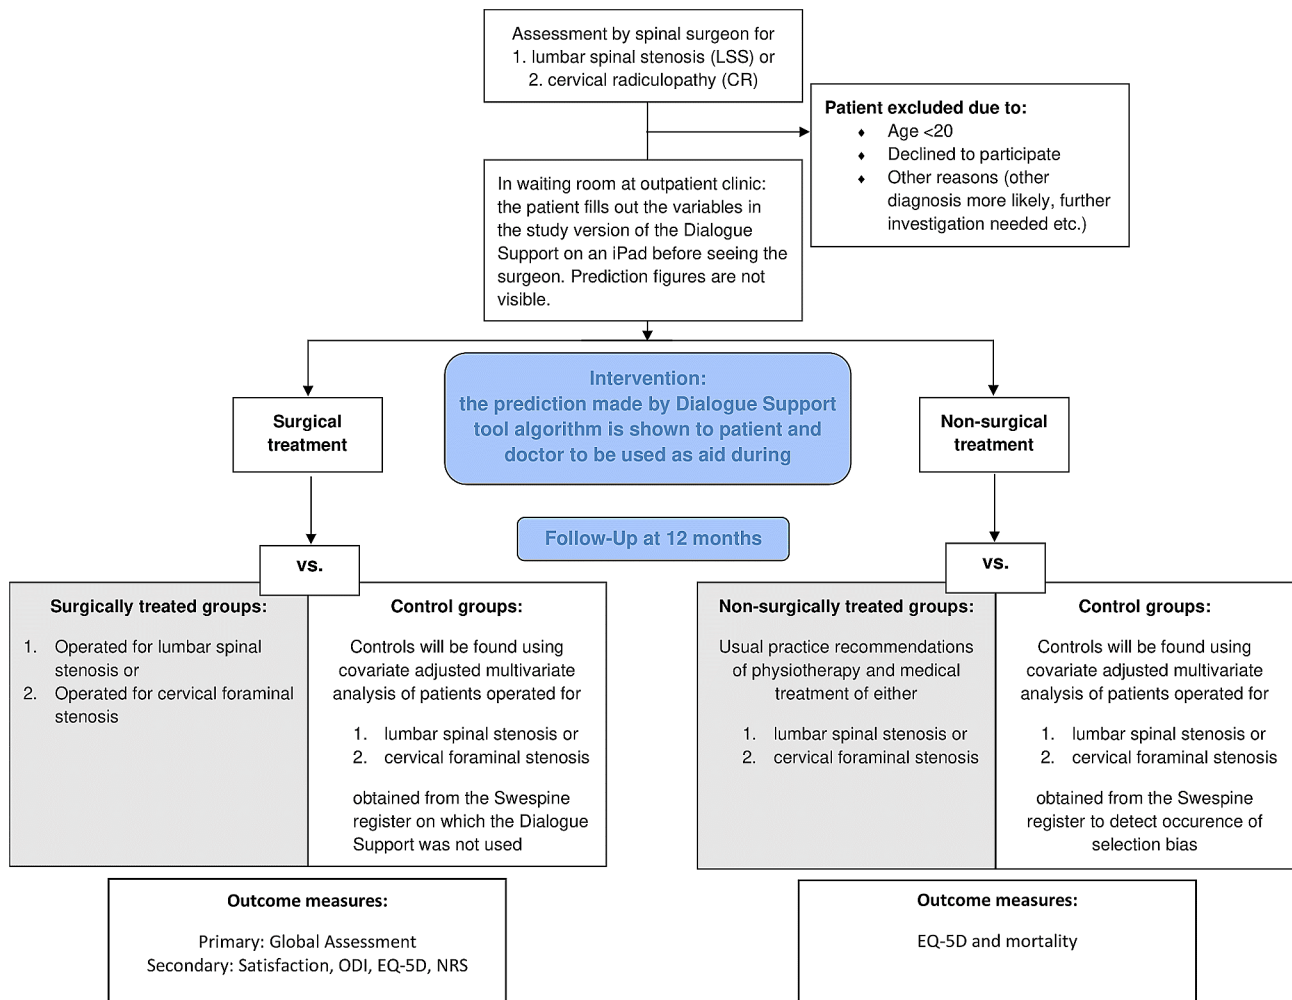 Assessment by spinal surgeon for
1. lumbar spinal stenosis (LSS) or
2. cervical radiculopathy (CR)
Patient excluded due to:
♦ Age <20
♦ Declined to participate
♦ Other reasons (other
diagnosis more likely, further
investigation needed etc.)
In waiting room at outpatient clinic:
the patient fills out the variables in
the study version of the Dialogue
Support on an iPad before seeing the
surgeon. Prediction figures are not
visible.
Intervention:
the prediction made by Dialogue Support
tool algorithm is shown to patient and
doctor to be used as aid during
Surgical
treatment
Non-surgical
treatment
Follow-Up at 12 months
vs.
Surgically treated groups:
1. Operated for lumbar spinal
stenosis or
2. Operated for cervical foraminal
stenosis
Control groups:
Controls will be found using
covariate adjusted multivariate
analysis of patients operated for
1. lumbar spinal stenosis or
2. cervical foraminal stenosis
obtained from the Swespine
register on which the Dialogue
Support was not used
vs.
Non-surgically treated groups:
Usual practice recommendations
of physiotherapy and medical
treatment of either
1. lumbar spinal stenosis or
2. cervical foraminal stenosis
Control groups:
Controls will be found using
covariate adjusted multivariate
analysis of patients operated for
1. lumbar spinal stenosis or
2. cervical foraminal stenosis
obtained from the Swespine
register to detect occurence of
selection bias
Outcome measures:
Primary: Global Assessment
Secondary: Satisfaction, ODI, EQ-5D, NRS
Outcome measures:
EQ-5D and mortality